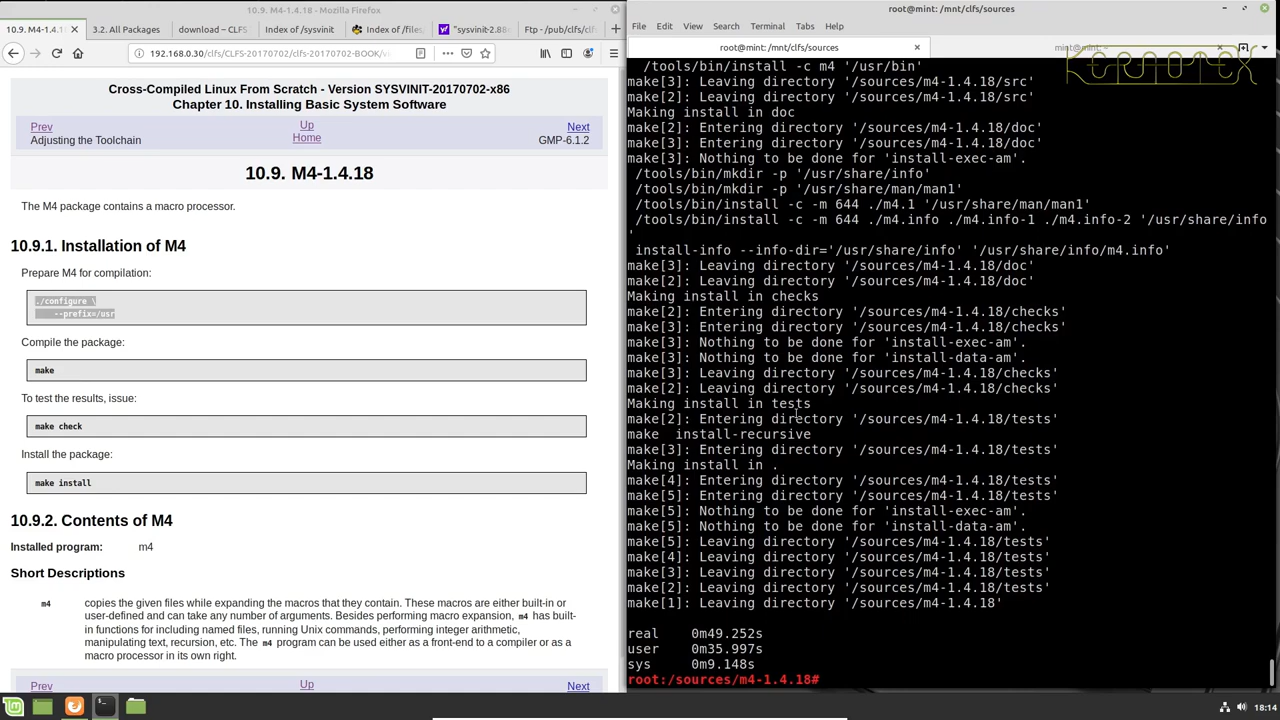 10.9. M4-1.4.18 - Mozilla Firefox
10.9. M4-1.4.1
3.2. All Packages
download – CLFS
Index of /sysvinit
Index of /files
"sysvinit-2.88
Ftp - /pub/clfs/c
192.168.0.30/clfs/CLFS-20170702/clfs-20170702-BOOK/
Cross-Compiled Linux From Scratch - Version SYSVINIT-20170702-x86
Chapter 10. Installing Basic System Software
Prev
Up
Next
Adjusting the Toolchain
Home
GMP-6.1.2
10.9. M4-1.4.18
The M4 package contains a macro processor.
10.9.1. Installation of M4
Prepare M4 for compilation:
./configure \
--prefix=/usr
Compile the package:
make
To test the results, issue:
make check
Install the package:
make install
10.9.2. Contents of M4
Installed program: m4
Short Descriptions
m4 copies the given files while expanding the macros that they contain. These macros are either built-in or
user-defined and can take any number of arguments. Besides performing macro expansion, m4 has built-
in functions for including named files, running Unix commands, performing integer arithmetic,
manipulating text, recursion, etc. The m4 program can be used either as a front-end to a compiler or as a
macro processor in its own right.
Prev
Up
Next
root@mint: /mnt/clfs/sources
File Edit View Search Terminal Tabs Help
root@mint: /mnt/clfs/sources
root@mint: ~
KERNOTEX
/tools/bin/install -c m4 '/usr/bin'
make[3]: Leaving directory '/sources/m4-1.4.18/src'
make[2]: Leaving directory '/sources/m4-1.4.18/src'
Making install in doc
make[2]: Entering directory '/sources/m4-1.4.18/doc'
make[3]: Entering directory '/sources/m4-1.4.18/doc'
make[3]: Nothing to be done for 'install-exec-am'.
/tools/bin/mkdir -p '/usr/share/info'
/tools/bin/mkdir -p '/usr/share/man/man1'
/tools/bin/install -c -m 644 ./m4.1 '/usr/share/man/man1'
/tools/bin/install -c -m 644 ./m4.info ./m4.info-1 ./m4.info-2 '/usr/share/info
'
install-info --info-dir='/usr/share/info' '/usr/share/info/m4.info'
make[3]: Leaving directory '/sources/m4-1.4.18/doc'
make[2]: Leaving directory '/sources/m4-1.4.18/doc'
Making install in checks
make[2]: Entering directory '/sources/m4-1.4.18/checks'
make[3]: Entering directory '/sources/m4-1.4.18/checks'
make[3]: Nothing to be done for 'install-exec-am'.
make[3]: Nothing to be done for 'install-data-am'.
make[3]: Leaving directory '/sources/m4-1.4.18/checks'
make[2]: Leaving directory '/sources/m4-1.4.18/checks'
Making install in tests
make[2]: Entering directory '/sources/m4-1.4.18/tests'
make  install-recursive
make[3]: Entering directory '/sources/m4-1.4.18/tests'
Making install in .
make[4]: Entering directory '/sources/m4-1.4.18/tests'
make[5]: Entering directory '/sources/m4-1.4.18/tests'
make[5]: Nothing to be done for 'install-exec-am'.
make[5]: Nothing to be done for 'install-data-am'.
make[5]: Leaving directory '/sources/m4-1.4.18/tests'
make[4]: Leaving directory '/sources/m4-1.4.18/tests'
make[3]: Leaving directory '/sources/m4-1.4.18/tests'
make[2]: Leaving directory '/sources/m4-1.4.18/tests'
make[1]: Leaving directory '/sources/m4-1.4.18'
real 0m49.252s
user 0m35.997s
sys 0m9.148s
root:/sources/m4-1.4.18#
18:14